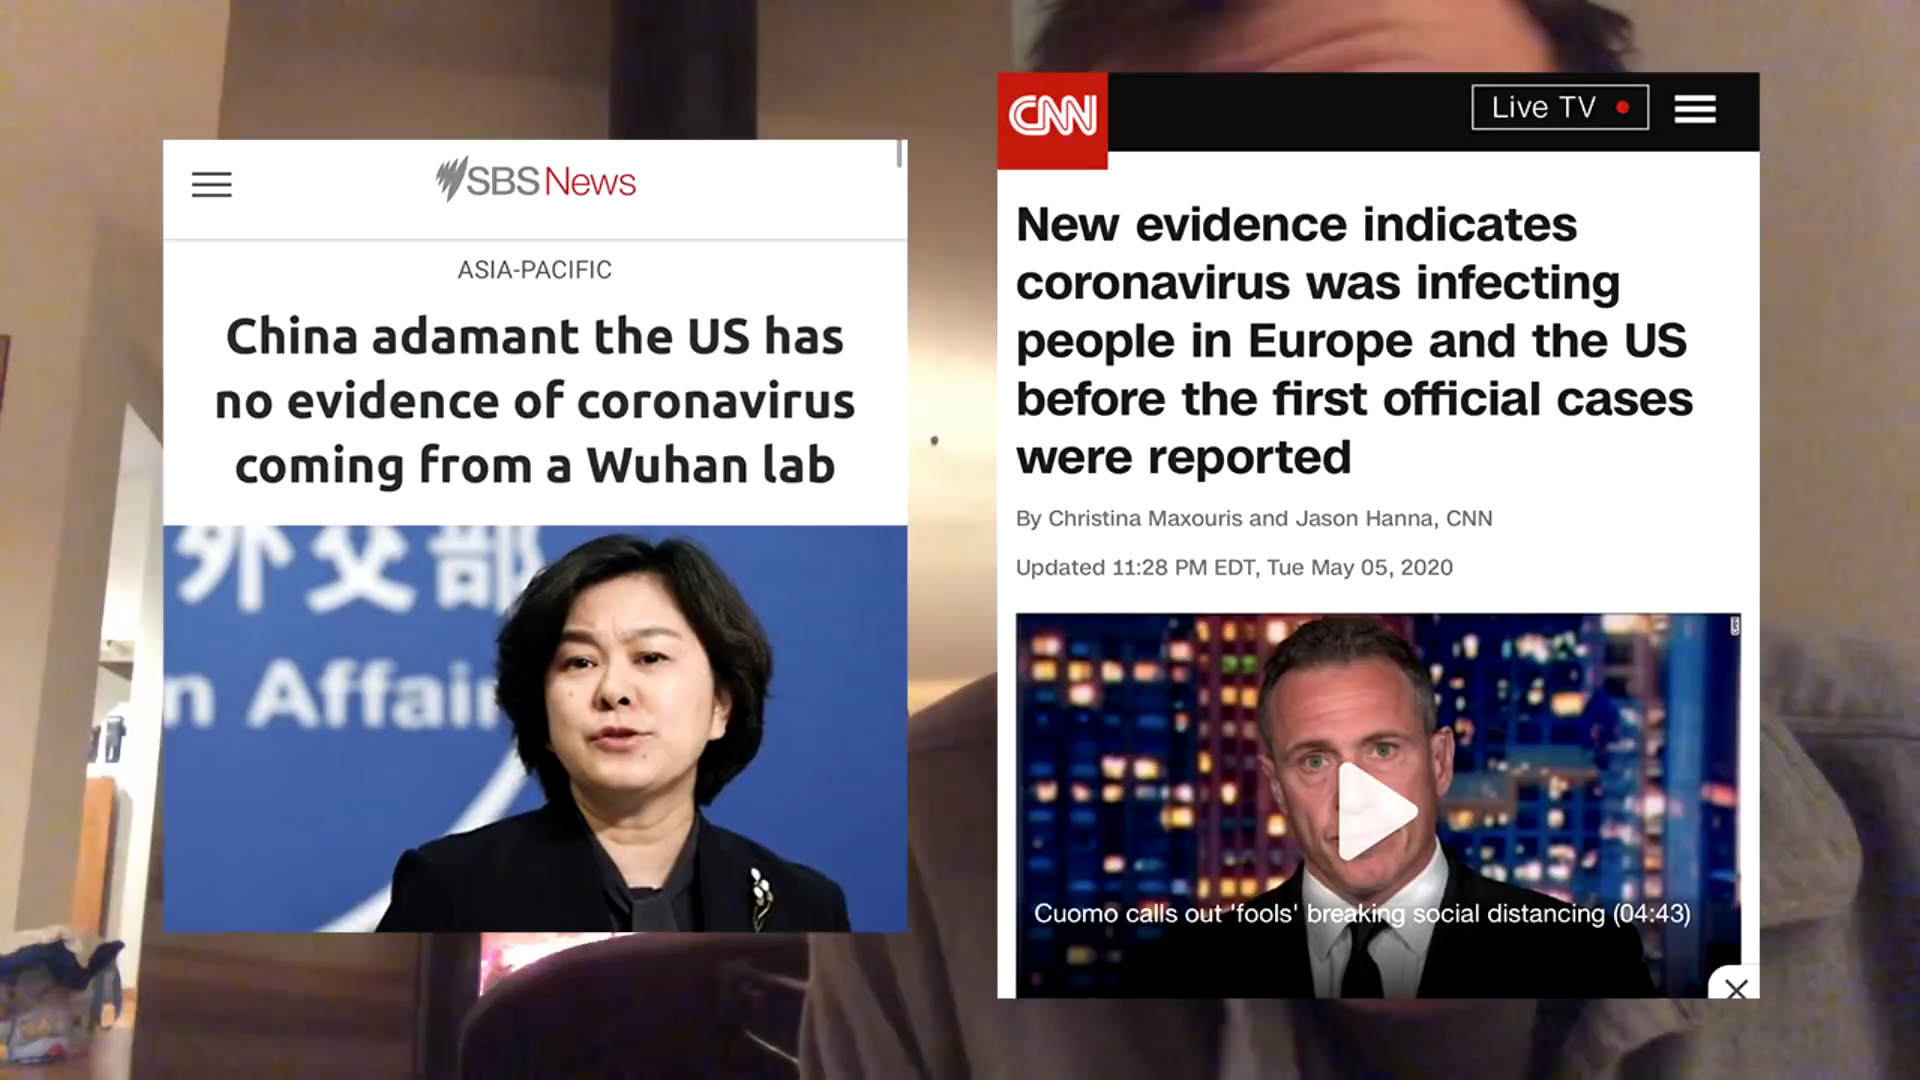 SBS News
ASIA-PACIFIC
China adamant the US has
no evidence of coronavirus
coming from a Wuhan lab
外交部
n Affair
CNN
Live TV
New evidence indicates
coronavirus was infecting
people in Europe and the US
before the first official cases
were reported
By Christina Maxouris and Jason Hanna, CNN
Updated 11:28 PM EDT, Tue May 05, 2020
Cuomo calls out 'fools' breaking social distancing (04:43)